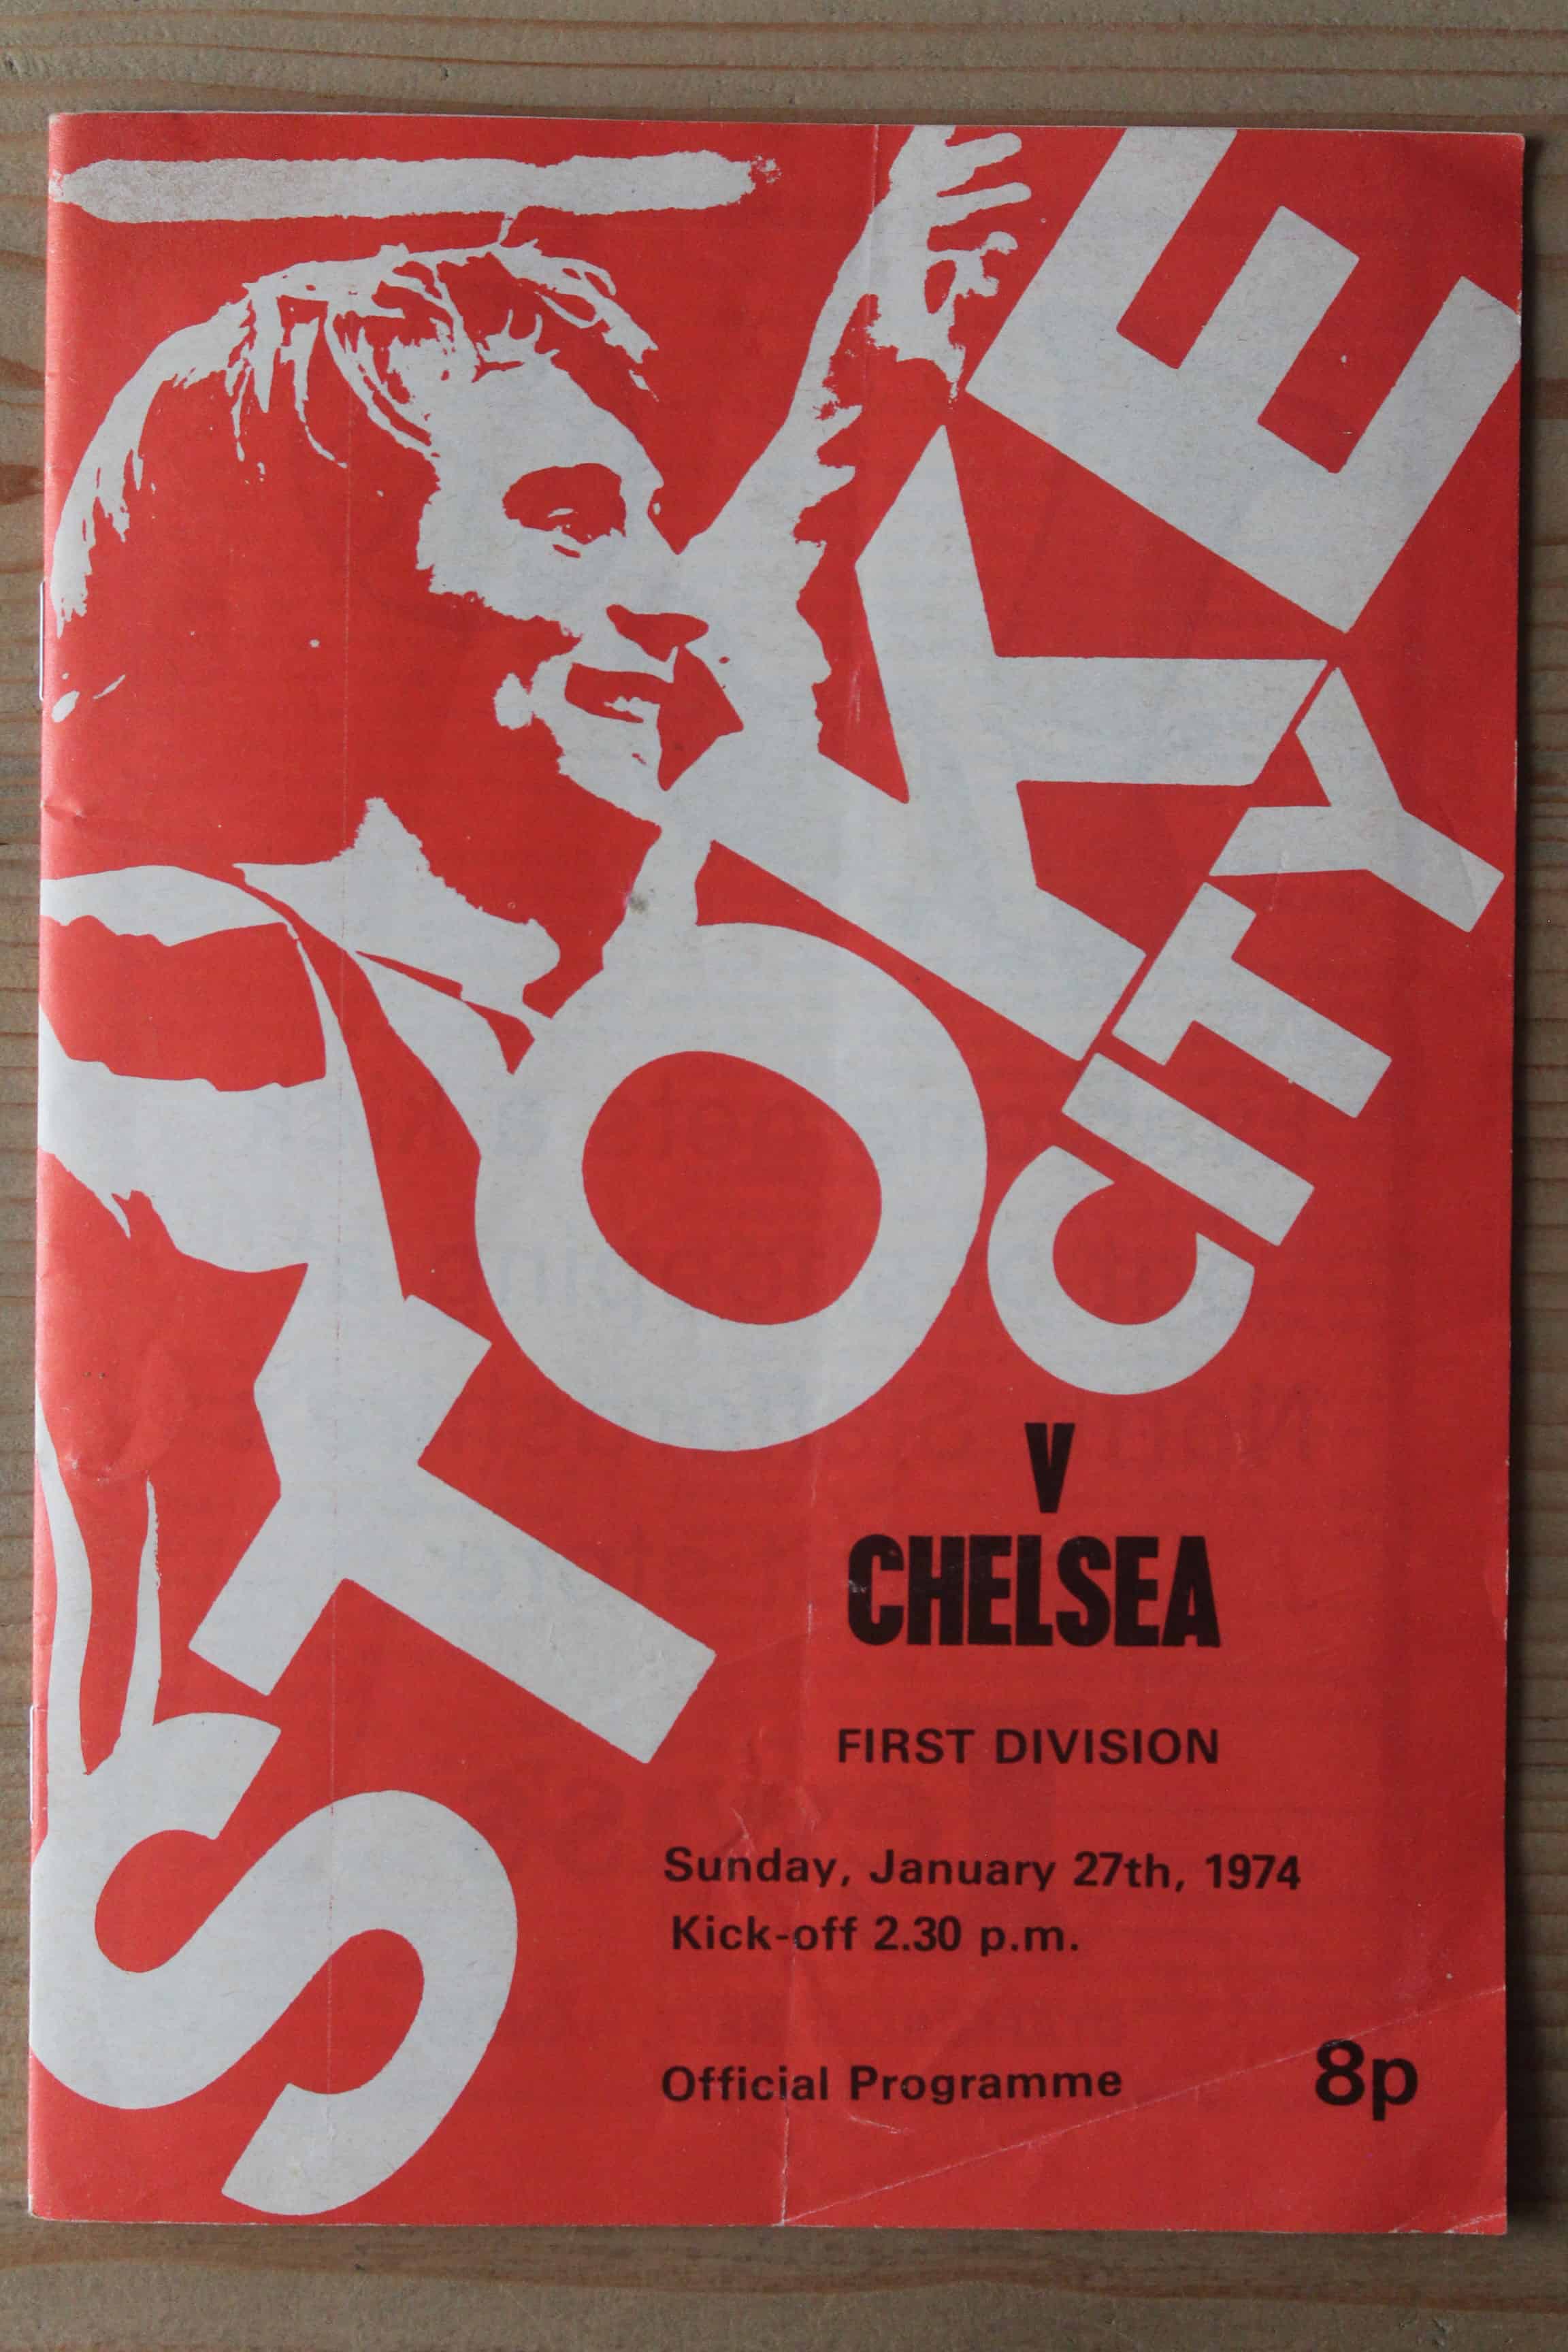 STOKE
CITY
V
CHELSEA
FIRST DIVISION
Sunday, January 27th, 1974
Kick-off 2.30 p.m.
Official Programme
8p